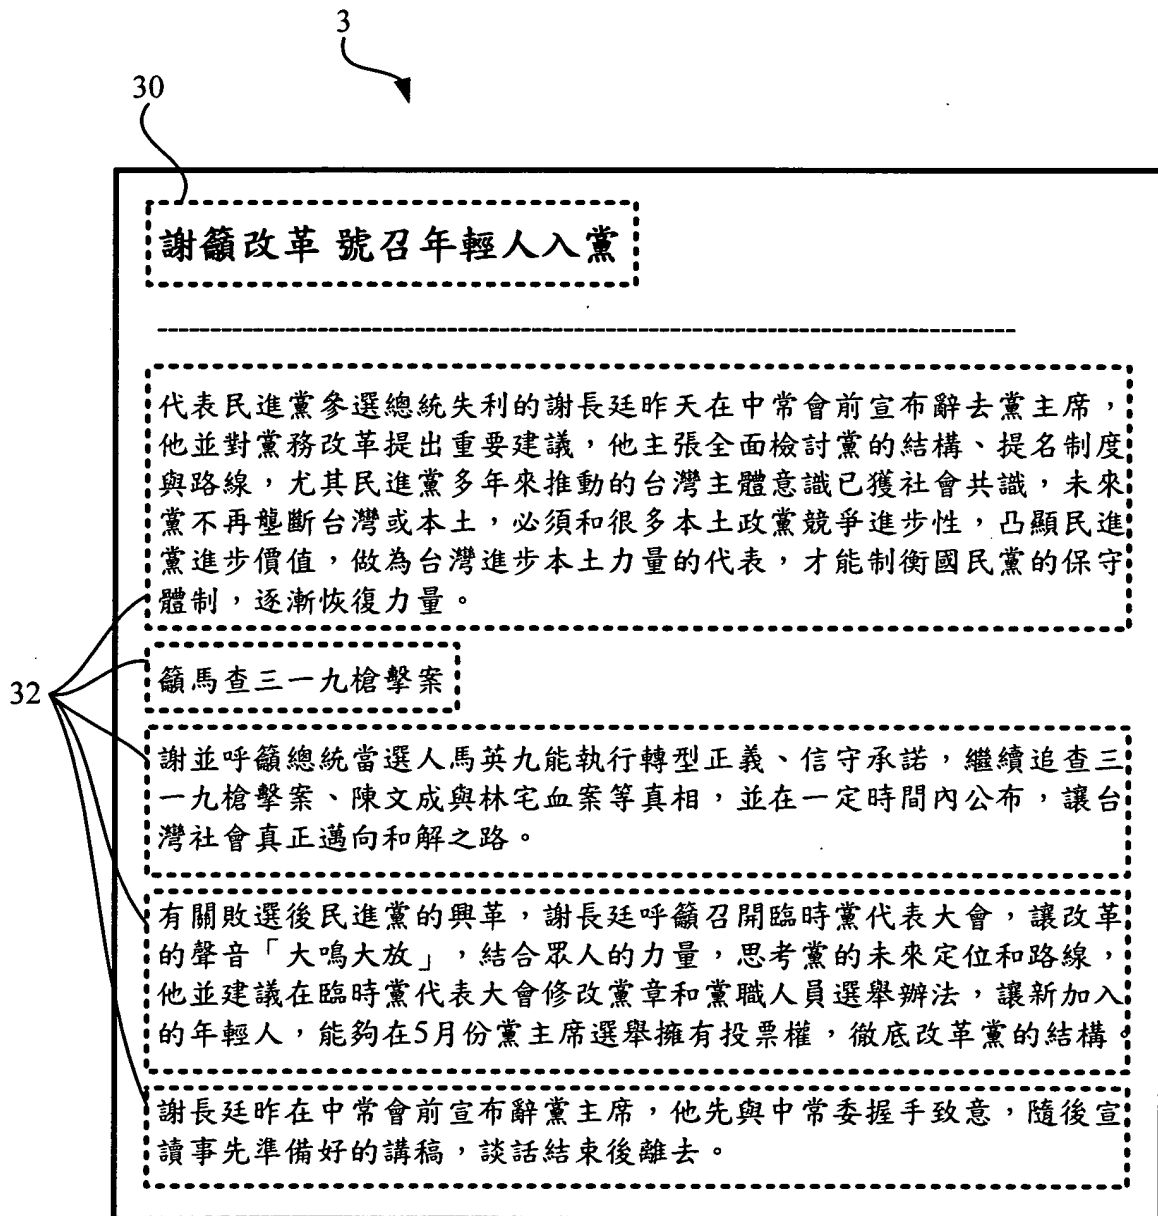 3
30
謝籲改革 號召年輕人入黨
代表民進黨參選總統失利的謝長廷昨天在中常會前宣布辭去黨主席，
他並對黨務改革提出重要建議，他主張全面檢討黨的結構、提名制度
與路線，尤其民進黨多年來推動的台灣主體意識已獲社會共識，未來
黨不再壟斷台灣或本土，必須和很多本土政黨競爭進步性，凸顯民進
黨進步價值，做為台灣進步本土力量的代表，才能制衡國民黨的保守
體制，逐漸恢復力量。
籲馬查三一九槍擊案
32
謝並呼籲總統當選人馬英九能執行轉型正義、信守承諾，繼續追查三
一九槍擊案、陳文成與林宅血案等真相，並在一定時間內公布，讓台
灣社會真正邁向和解之路。
有關敗選後民進黨的興革，謝長廷呼籲召開臨時黨代表大會，讓改革
的聲音「大鳴大放」，結合眾人的力量，思考黨的未來定位和路線，
他並建議在臨時黨代表大會修改黨章和黨職人員選舉辦法，讓新加入
的年輕人，能夠在5月份黨主席選舉擁有投票權，徹底改革黨的結構。
謝長廷昨在中常會前宣布辭黨主席，他先與中常委握手致意，隨後宣
讀事先準備好的講稿，談話結束後離去。